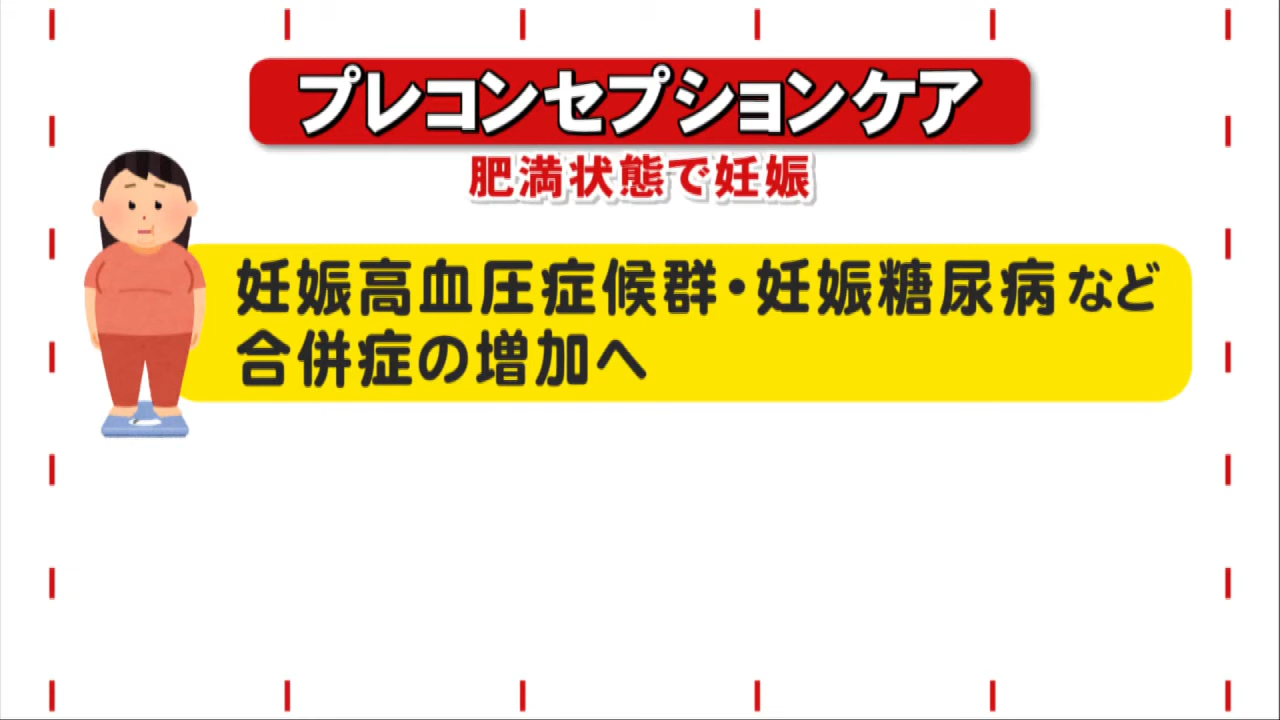 プレコンセプションケア
肥満状態で妊娠
妊娠高血圧症候群・妊娠糖尿病など
合併症の増加へ